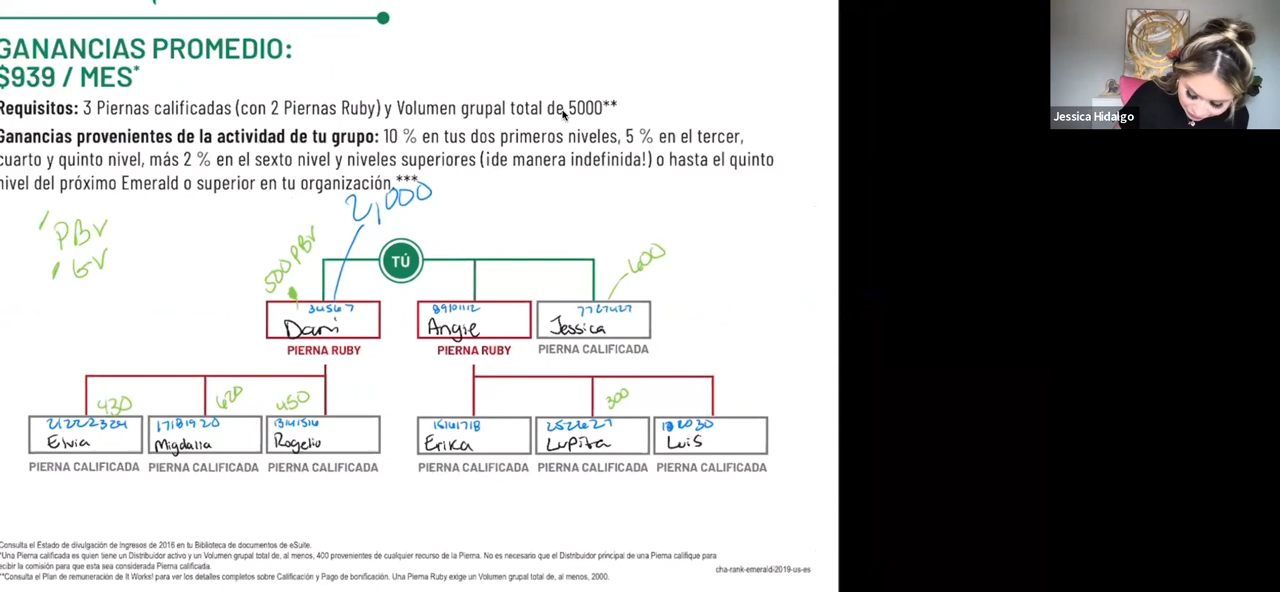 GANANCIAS PROMEDIO:
$939 / MES*
Requisitos: 3 Piernas calificadas (con 2 Piernas Ruby) y Volumen grupal total de 5000**
Ganancias provenientes de la actividad de tu grupo: 10 % en tus dos primeros niveles, 5 % en el tercer,
cuarto y quinto nivel, más 2 % en el sexto nivel y niveles superiores (¡de manera indefinida!) o hasta el quinto
nivel del próximo Emerald o superior en tu organización.***
Jessica Hidalgo
2,000
PBV
GV
500 PBV
TÚ
600
34567
89101112
7727427
Dani
Angie
Jessica
PIERNA RUBY
PIERNA RUBY
PIERNA CALIFICADA
430
620
450
300
21222324
17181920
13141516
15161718
Elvia
Migdalia
Rogelio
Erika
Lupita
Luis
PIERNA CALIFICADA
PIERNA CALIFICADA
PIERNA CALIFICADA
PIERNA CALIFICADA
PIERNA CALIFICADA
PIERNA CALIFICADA
Consulta el Estado de divulgación de Ingresos de 2016 en tu Biblioteca de documentos de eSuite.
*Una Pierna calificada es quien tiene un Distribuidor activo y un Volumen grupal total de, al menos, 400 provenientes de cualquier recurso de la Pierna. No es necesario que el Distribuidor principal de una Pierna califique para
ecibir la comisión para que esta sea considerada Pierna calificada.
**Consulta el Plan de remuneración de It Works! para ver los detalles completos sobre Calificación y Pago de bonificación. Una Pierna Ruby exige un Volumen grupal total de, al menos, 2000.
cha-rank-emerald-2019-us-es